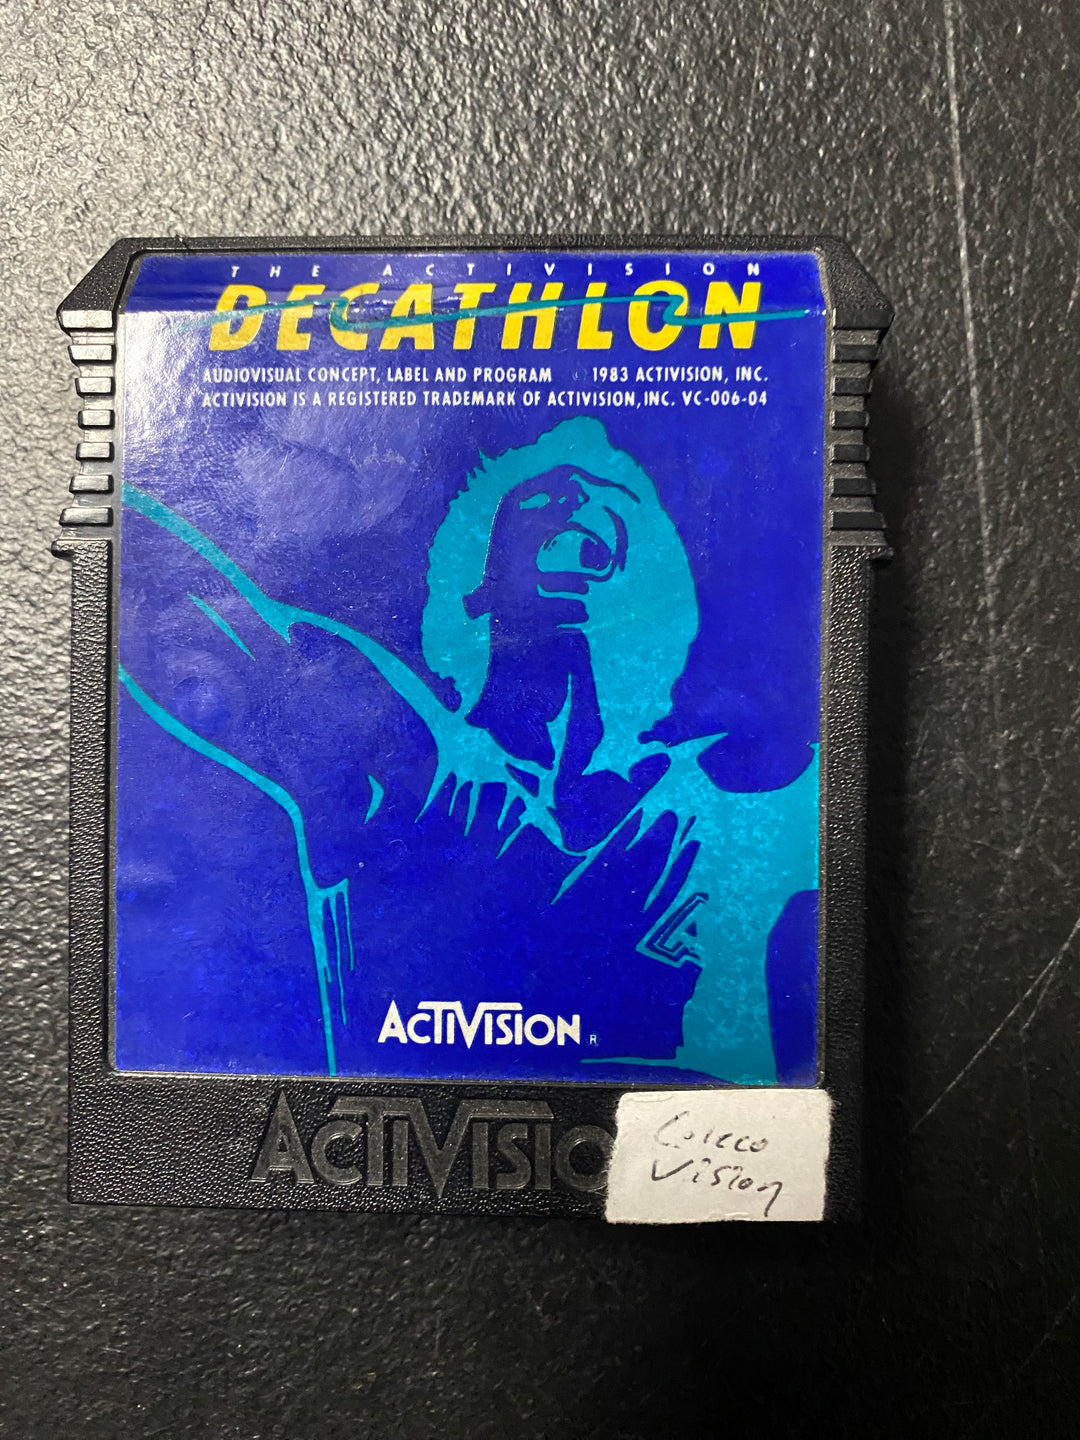 THE ACTIVISION
DECATHLON
AUDIOVISUAL CONCEPT, LABEL AND PROGRAM © 1983 ACTIVISION, INC.
ACTIVISION IS A REGISTERED TRADEMARK OF ACTIVISION, INC. VC-006-04
A
ACTIVISION®
ACTIVISIO
Coleco
Vision